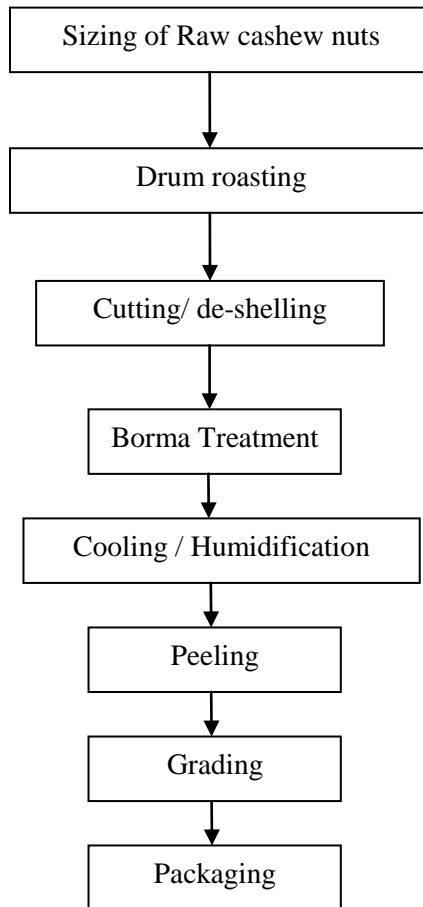 Sizing of Raw cashew nuts
Drum roasting
Cutting/ de-shelling
Borma Treatment
Cooling / Humidification
Peeling
Grading
Packaging